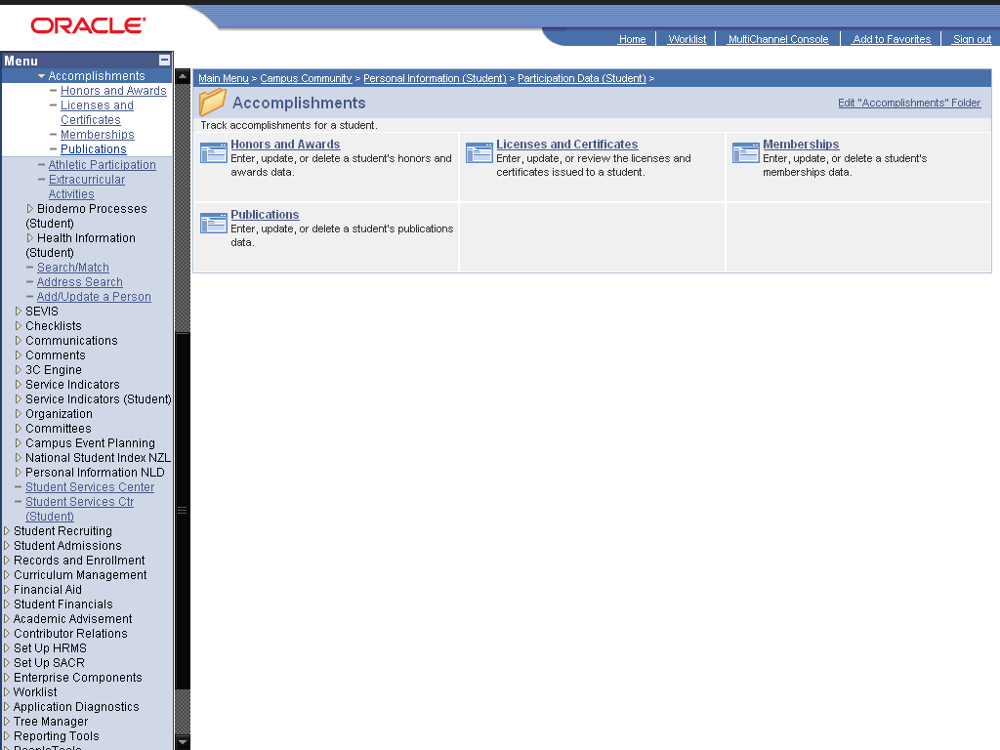 ORACLE
Home
Worklist
MultiChannel Console
Add to Favorites
Sign out
Menu
Accomplishments
Honors and Awards
Licenses and
Certificates
Memberships
Publications
Athletic Participation
Extracurricular
Activities
Biodemo Processes
(Student)
Health Information
(Student)
Search/Match
Address Search
Add/Update a Person
SEVIS
Checklists
Communications
Comments
3C Engine
Service Indicators
Service Indicators (Student)
Organization
Committees
Campus Event Planning
National Student Index NZL
Personal Information NLD
Student Services Center
Student Services Ctr
(Student)
Student Recruiting
Student Admissions
Records and Enrollment
Curriculum Management
Financial Aid
Student Financials
Academic Advisement
Contributor Relations
Set Up HRMS
Set Up SACR
Enterprise Components
Worklist
Application Diagnostics
Tree Manager
Reporting Tools
PeopleTools
Main Menu > Campus Community > Personal Information (Student) > Participation Data (Student) >
Accomplishments
Edit "Accomplishments" Folder
Track accomplishments for a student.
Honors and Awards
Enter, update, or delete a student's honors and
awards data.
Licenses and Certificates
Enter, update, or review the licenses and
certificates issued to a student.
Memberships
Enter, update, or delete a student's
memberships data.
Publications
Enter, update, or delete a student's publications
data.